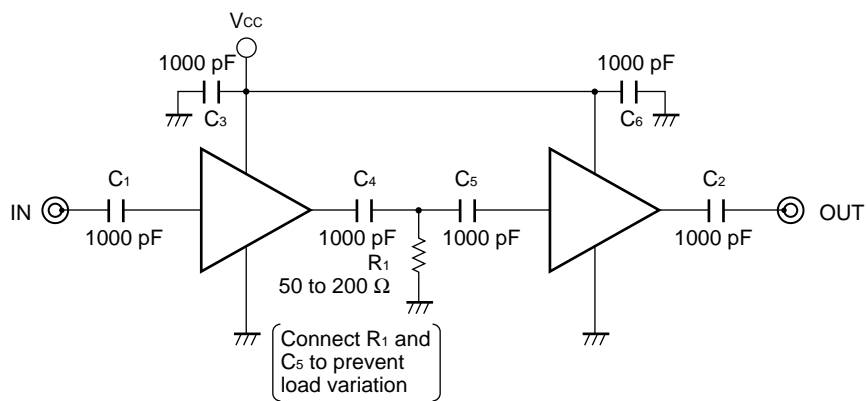 VCC
1000 pF
1000 pF
C3
C6
C1
C4
C5
C2
IN
OUT
1000 pF
1000 pF
1000 pF
1000 pF
R1
50 to 200 Ω
Connect R1 and
C5 to prevent
load variation